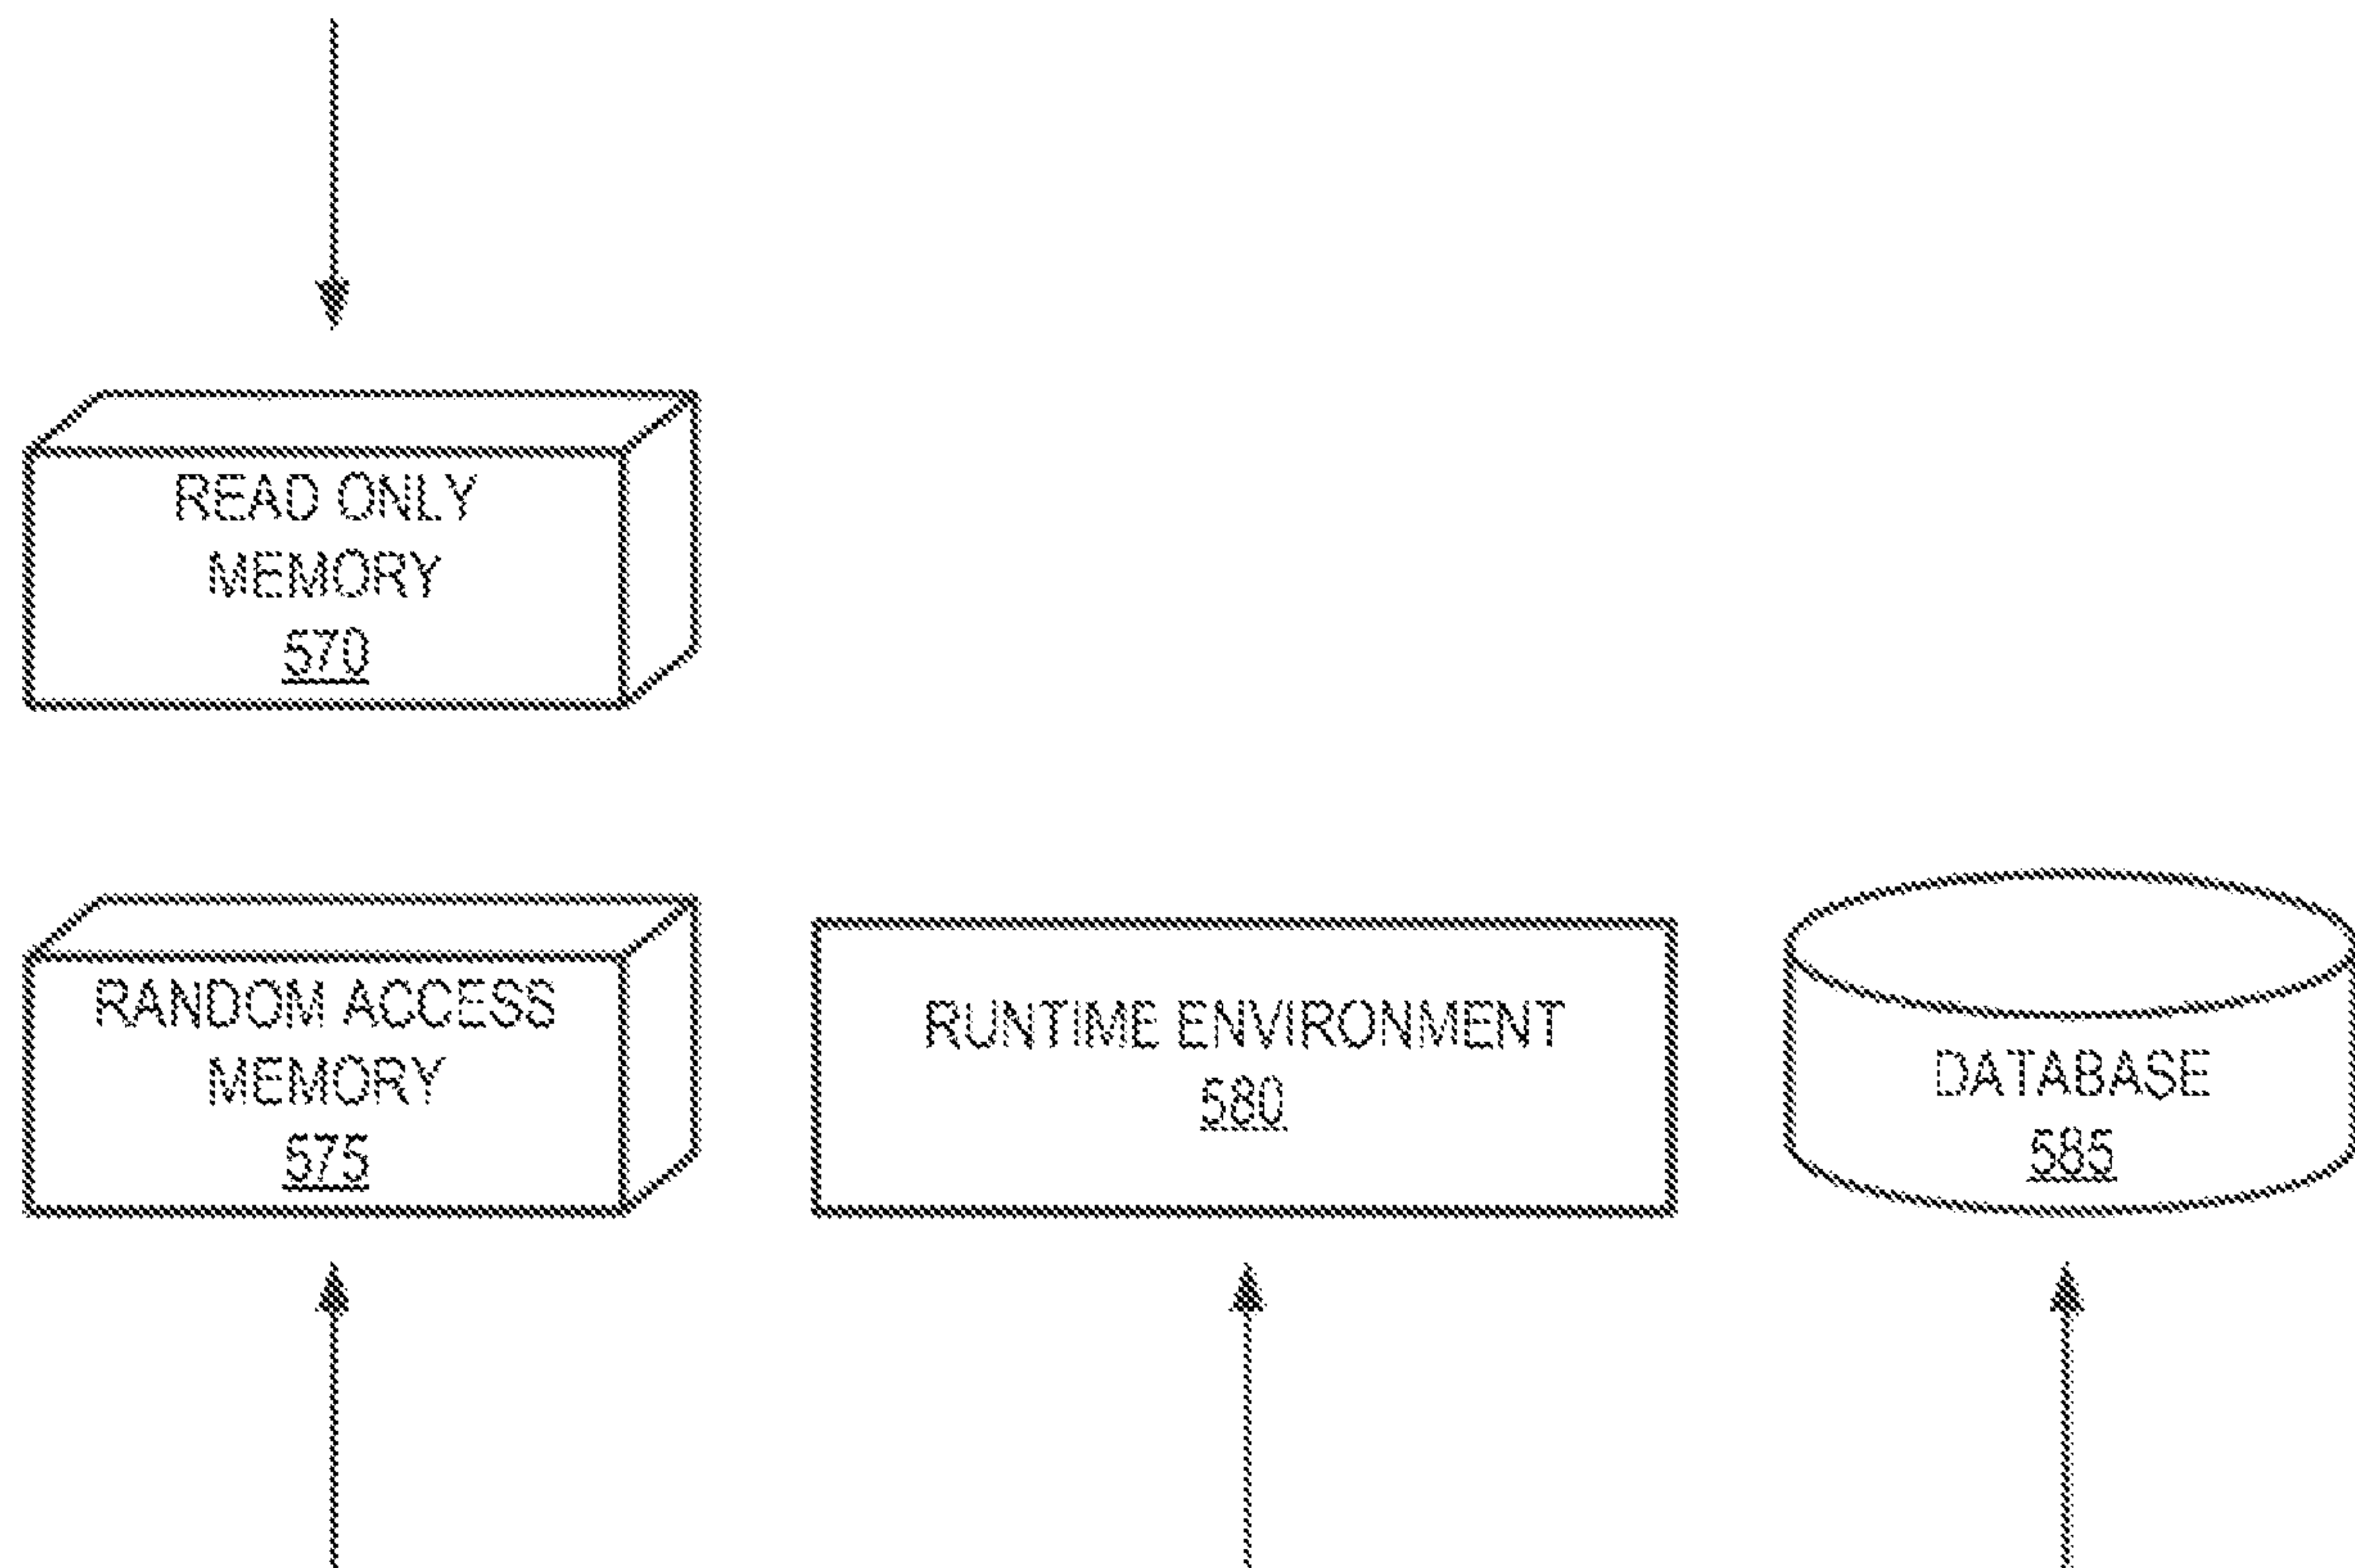 READ ONLY
MEMORY
570
RANDOM ACCESS
MEMORY
575
RUNTIME ENVIRONMENT
580
DATABASE
585